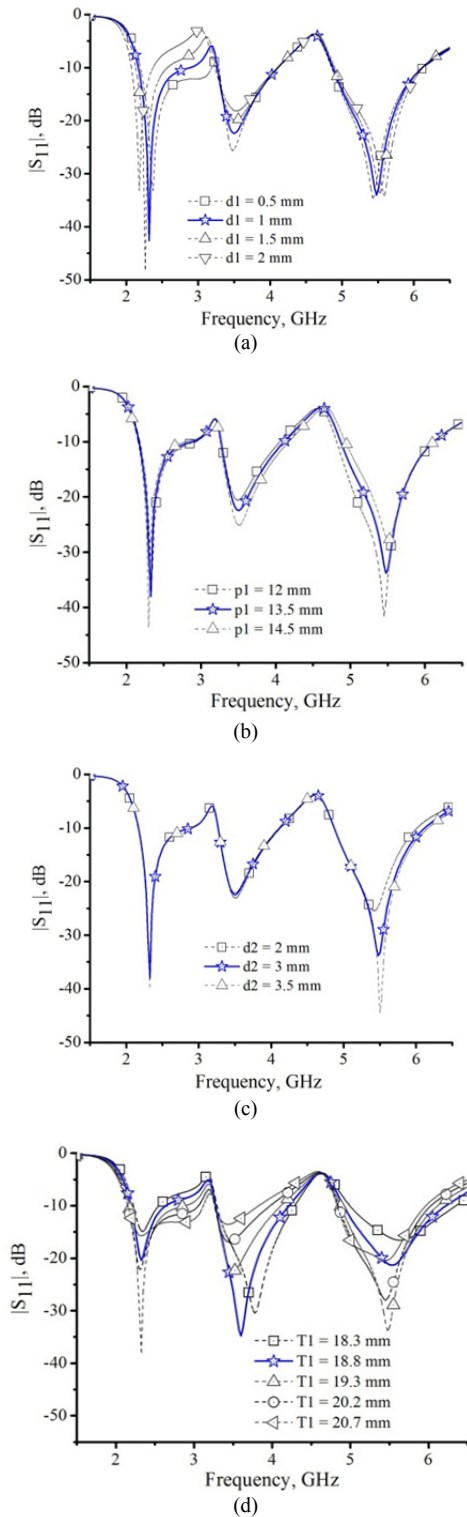 0
-10
-20
-30
-40
-50
|S11|, dB
d1 = 0.5 mm
d1 = 1 mm
d1 = 1.5 mm
d1 = 2 mm
2 3 4 5 6
Frequency, GHz
(a)
0
-10
-20
-30
-40
-50
|S11|, dB
p1 = 12 mm
p1 = 13.5 mm
p1 = 14.5 mm
2 3 4 5 6
Frequency, GHz
(b)
0
-10
-20
-30
-40
-50
|S11|, dB
d2 = 2 mm
d2 = 3 mm
d2 = 3.5 mm
2 3 4 5 6
Frequency, GHz
(c)
0
-10
-20
-30
-40
-50
|S11|, dB
T1 = 18.3 mm
T1 = 18.8 mm
T1 = 19.3 mm
T1 = 20.2 mm
T1 = 20.7 mm
2 3 4 5 6
Frequency, GHz
(d)